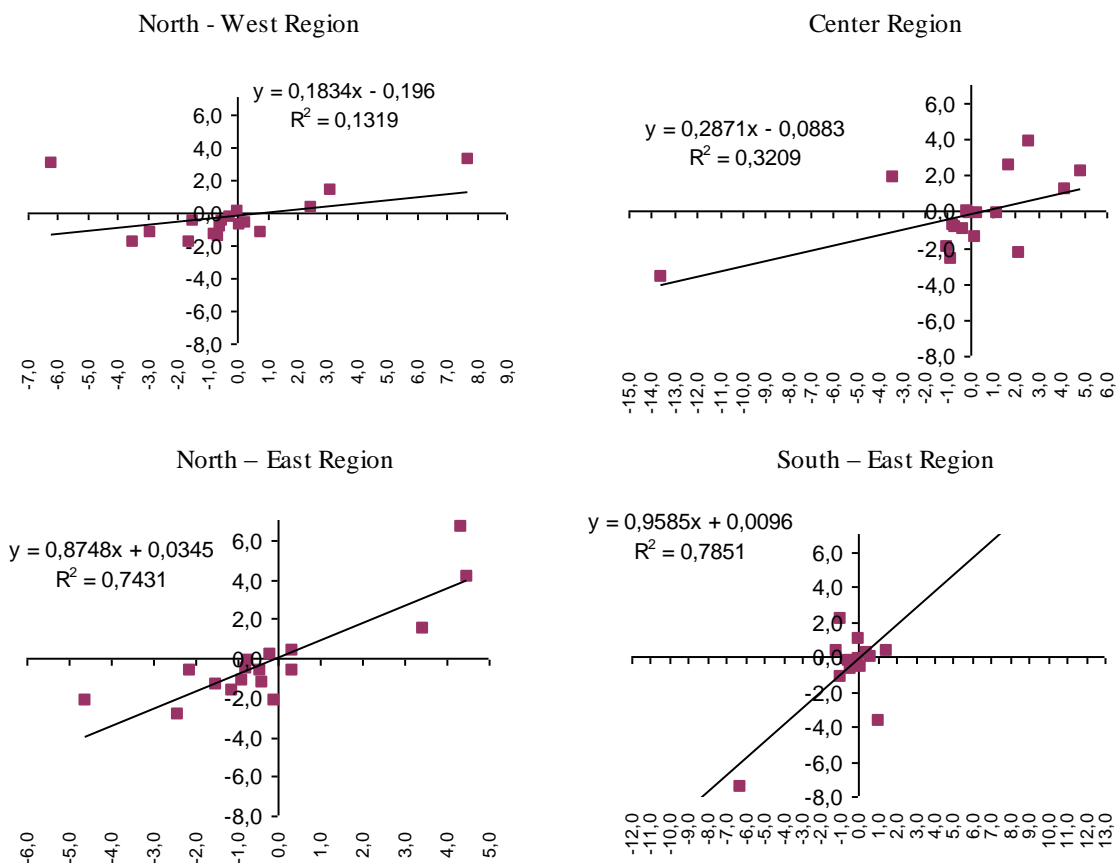 North - West Region
y = 0,1834x - 0,196
R² = 0,1319
6,0
4,0
2,0
0,0
-2,0
-4,0
-6,0
-8,0
-7,0 -6,0 -5,0 -4,0 -3,0 -2,0 -1,0 0,0 1,0 2,0 3,0 4,0 5,0 6,0 7,0 8,0 9,0
Center Region
y = 0,2871x - 0,0883
R² = 0,3209
6,0
4,0
2,0
0,0
-2,0
-4,0
-6,0
-8,0
-15,0 -14,0 -13,0 -12,0 -11,0 -10,0 -9,0 -8,0 -7,0 -6,0 -5,0 -4,0 -3,0 -2,0 -1,0 0,0 1,0 2,0 3,0 4,0 5,0 6,0
North – East Region
y = 0,8748x + 0,0345
R² = 0,7431
6,0
4,0
2,0
0,0
-2,0
-4,0
-6,0
-8,0
-6,0 -5,0 -4,0 -3,0 -2,0 -1,0 0,0 1,0 2,0 3,0 4,0 5,0
South – East Region
y = 0,9585x + 0,0096
R² = 0,7851
6,0
4,0
2,0
0,0
-2,0
-4,0
-6,0
-8,0
-12,0 -11,0 -10,0 -9,0 -8,0 -7,0 -6,0 -5,0 -4,0 -3,0 -2,0 -1,0 0,0 1,0 2,0 3,0 4,0 5,0 6,0 7,0 8,0 9,0 10,0 11,0 12,0 13,0